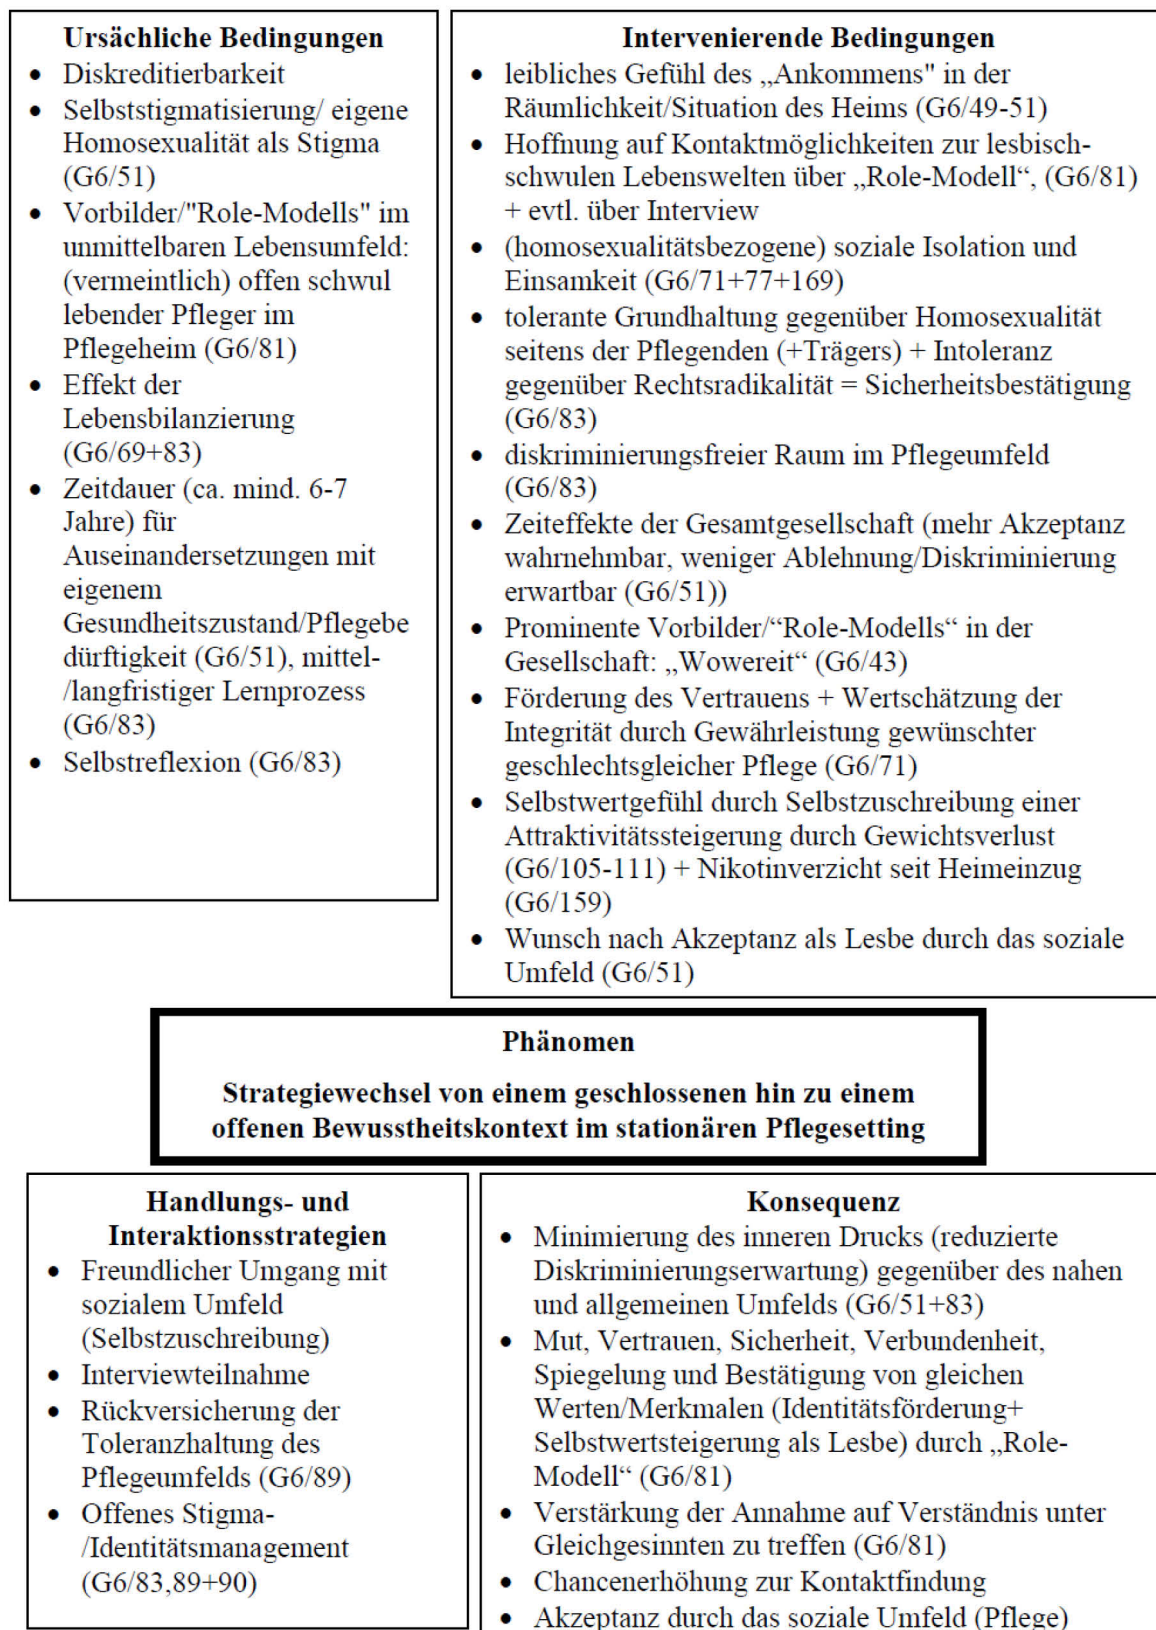 Ursächliche Bedingungen
• Diskreditierbarkeit
• Selbststigmatisierung/ eigene
Homosexualität als Stigma
(G6/51)
• Vorbilder/"Role-Modells" im
unmittelbaren Lebensumfeld:
(vermeintlich) offen schwul
lebender Pfleger im
Pflegeheim (G6/81)
• Effekt der
Lebensbilanzierung
(G6/69+83)
• Zeitdauer (ca. mind. 6-7
Jahre) für
Auseinandersetzungen mit
eigenem
Gesundheitszustand/Pflegebe
dürftigkeit (G6/51), mittel-
/langfristiger Lernprozess
(G6/83)
• Selbstreflexion (G6/83)
Intervenierende Bedingungen
• leibliches Gefühl des „Ankommens" in der
Räumlichkeit/Situation des Heims (G6/49-51)
• Hoffnung auf Kontaktmöglichkeiten zur lesbisch-
schwulen Lebenswelten über „Role-Modell“, (G6/81)
+ evtl. über Interview
• (homosexualitätsbezogene) soziale Isolation und
Einsamkeit (G6/71+77+169)
• tolerante Grundhaltung gegenüber Homosexualität
seitens der Pflegenden (+Trägers) + Intoleranz
gegenüber Rechtsradikalität = Sicherheitsbestätigung
(G6/83)
• diskriminierungsfreier Raum im Pflegeumfeld
(G6/83)
• Zeiteffekte der Gesamtgesellschaft (mehr Akzeptanz
wahrnehmbar, weniger Ablehnung/Diskriminierung
erwartbar (G6/51))
• Prominente Vorbilder/“Role-Modells“ in der
Gesellschaft: „Wowereit“ (G6/43)
• Förderung des Vertrauens + Wertschätzung der
Integrität durch Gewährleistung gewünschter
geschlechtsgleicher Pflege (G6/71)
• Selbstwertgefühl durch Selbstzuschreibung einer
Attraktivitätssteigerung durch Gewichtsverlust
(G6/105-111) + Nikotinverzicht seit Heimeinzug
(G6/159)
• Wunsch nach Akzeptanz als Lesbe durch das soziale
Umfeld (G6/51)
Phänomen
Strategiewechsel von einem geschlossenen hin zu einem
offenen Bewusstheitskontext im stationären Pflegesetting
Handlungs- und
Interaktionsstrategien
• Freundlicher Umgang mit
sozialem Umfeld
(Selbstzuschreibung)
• Interviewteilnahme
• Rückversicherung der
Toleranzhaltung des
Pflegeumfelds (G6/89)
• Offenes Stigma-
/Identitätsmanagement
(G6/83,89+90)
Konsequenz
• Minimierung des inneren Drucks (reduzierte
Diskriminierungserwartung) gegenüber des nahen
und allgemeinen Umfelds (G6/51+83)
• Mut, Vertrauen, Sicherheit, Verbundenheit,
Spiegelung und Bestätigung von gleichen
Werten/Merkmalen (Identitätsförderung+
Selbstwertsteigerung als Lesbe) durch „Role-
Modell“ (G6/81)
• Verstärkung der Annahme auf Verständnis unter
Gleichgesinnten zu treffen (G6/81)
• Chancenerhöhung zur Kontaktfindung
• Akzeptanz durch das soziale Umfeld (Pflege)